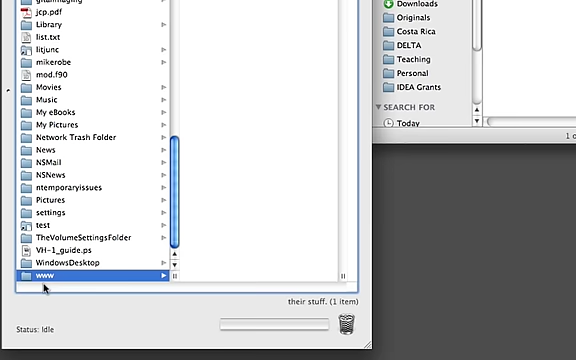 jcp.pdf
Library
list.txt
litjunc
mikerobe
mod.f90
Movies
Music
My eBooks
My Pictures
Network Trash Folder
News
NSMail
NSNews
ntemporaryissues
Pictures
settings
test
TheVolumeSettingsFolder
VH-1_guide.ps
WindowsDesktop
www
their stuff. (1 item)
Status: Idle
Downloads
Originals
Costa Rica
DELTA
Teaching
Personal
IDEA Grants
SEARCH FOR
Today